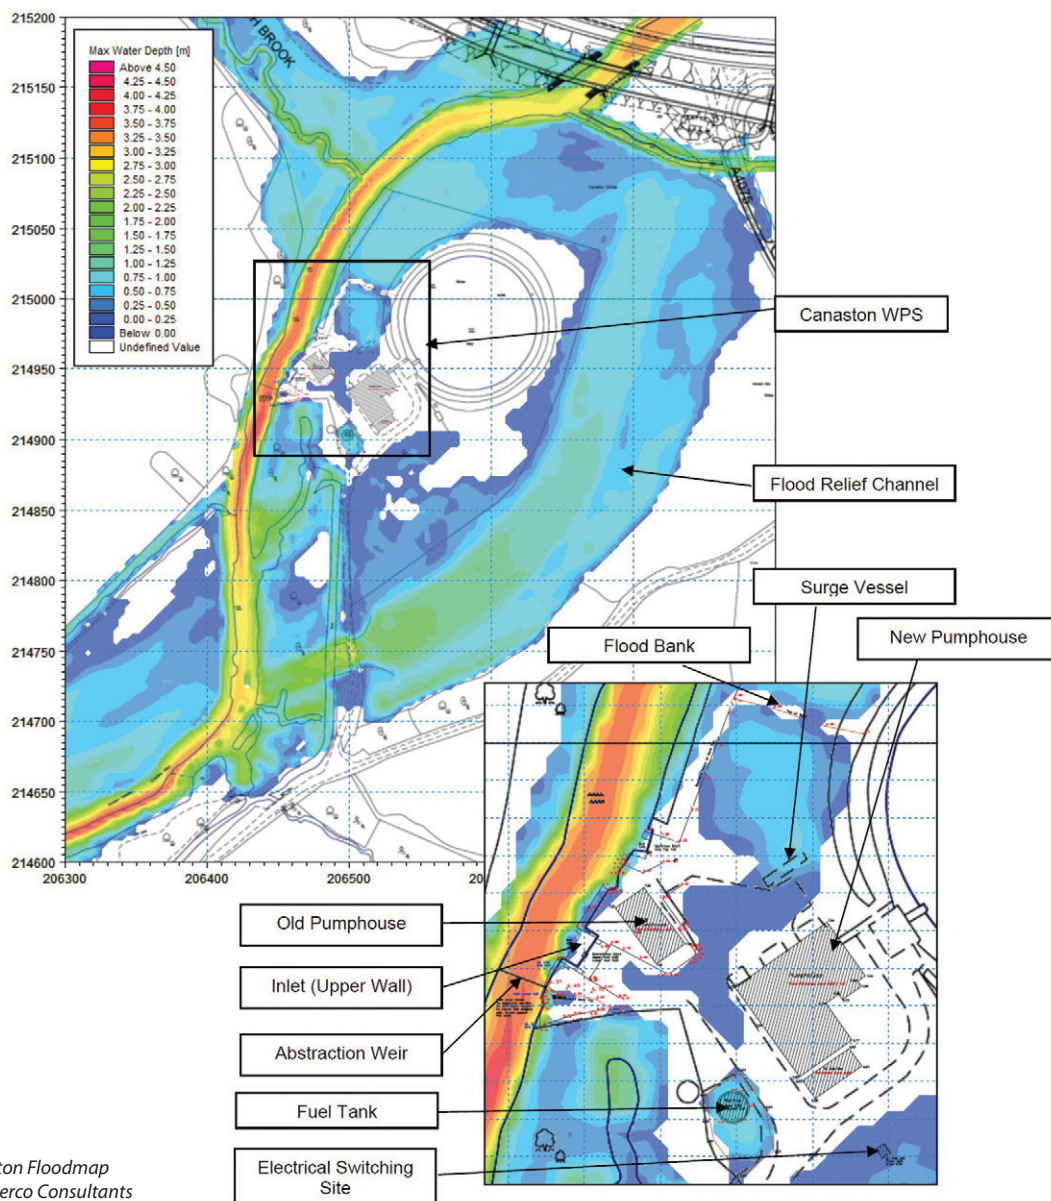 215200
215150
215100
215050
215000
214950
214900
214850
214800
214750
214700
214650
214600
206300
206400
206500
20
Max Water Depth [m]
Above 4.50
4.25 - 4.50
4.00 - 4.25
3.75 - 4.00
3.50 - 3.75
3.25 - 3.50
3.00 - 3.25
2.75 - 3.00
2.50 - 2.75
2.25 - 2.50
2.00 - 2.25
1.75 - 2.00
1.50 - 1.75
1.25 - 1.50
1.00 - 1.25
0.75 - 1.00
0.50 - 0.75
0.25 - 0.50
0.00 - 0.25
Below 0.00
Undefined Value
H BROOK
A4075
Canaston WPS
Flood Relief Channel
Surge Vessel
New Pumphouse
Flood Bank
Old Pumphouse
Inlet (Upper Wall)
Abstraction Weir
Fuel Tank
Electrical Switching
Site
ton Floodmap
erco Consultants